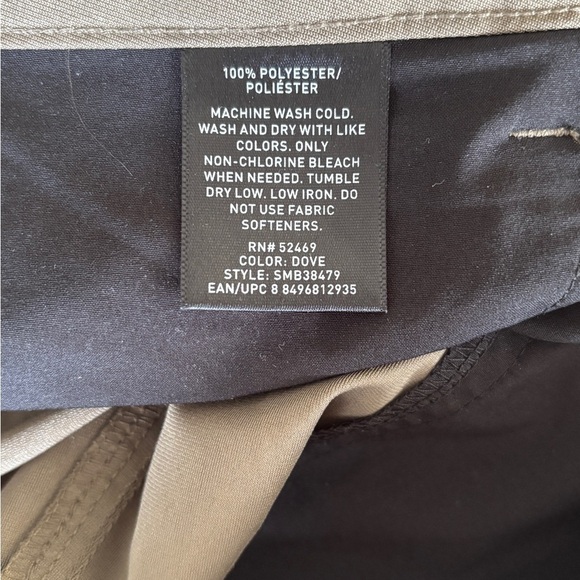 100% POLYESTER/
POLIÉSTER
MACHINE WASH COLD.
WASH AND DRY WITH LIKE
COLORS. ONLY
NON-CHLORINE BLEACH
WHEN NEEDED. TUMBLE
DRY LOW. LOW IRON. DO
NOT USE FABRIC
SOFTENERS.
RN# 52469
COLOR: DOVE
STYLE: SMB38479
EAN/UPC 8 8496812935